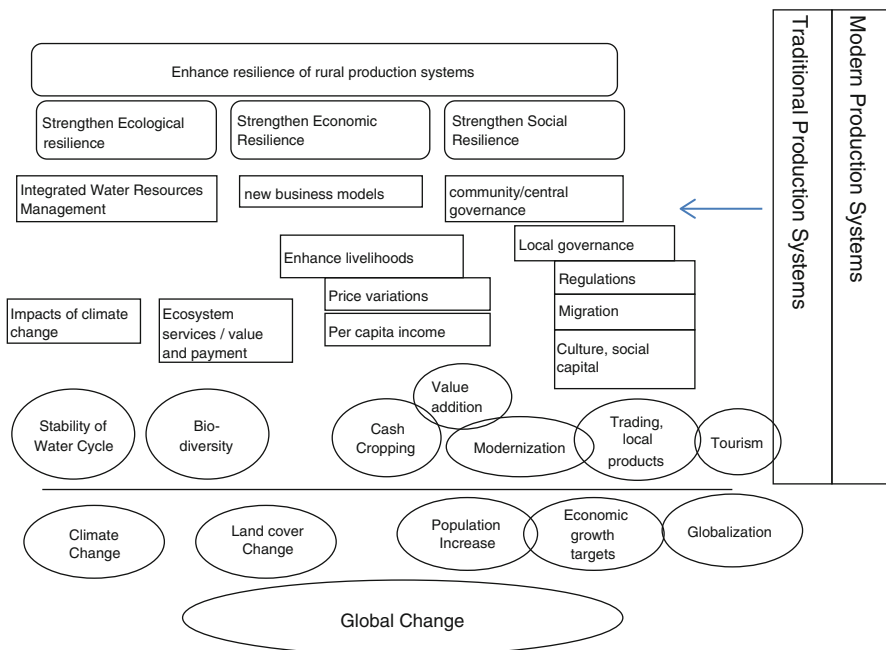 Enhance resilience of rural production systems
Strengthen Ecological
resilience
Strengthen Economic
Resilience
Strengthen Social
Resilience
Integrated Water Resources
Management
new business models
community/central
governance
Local governance
Enhance livelihoods
Regulations
Price variations
Migration
Impacts of climate
change
Ecosystem
services / value
and payment
Per capita income
Culture, social
capital
Stability of
Water Cycle
Bio-
diversity
Cash
Cropping
Value
addition
Modernization
Trading,
local
products
Tourism
Climate
Change
Land cover
Change
Population
Increase
Economic
growth
targets
Globalization
Global Change
Traditional Production Systems
Modern Production Systems